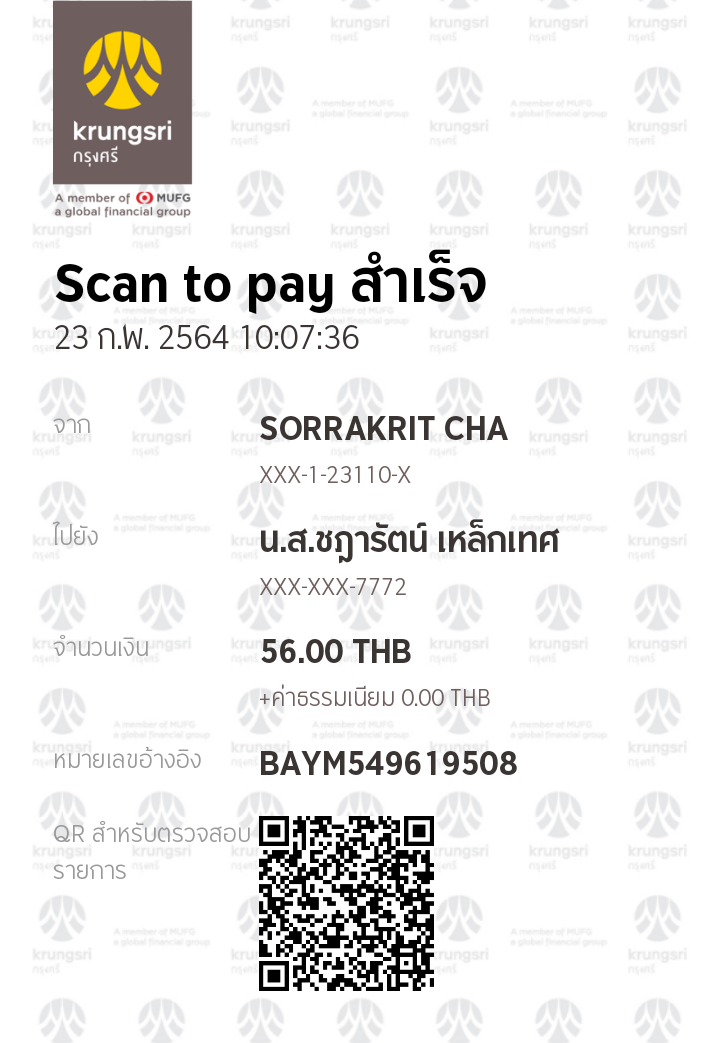 krungsri
กรุงศรี
A member of MUFG
a global financial group
Scan to pay สำเร็จ
23 ก.พ. 2564 10:07:36
จาก
SORRAKRIT CHA
XXX-1-23110-X
ไปยัง
น.ส.ชฎารัตน์ เหล็กเทศ
XXX-XXX-7772
จำนวนเงิน
56.00 THB
+ค่าธรรมเนียม 0.00 THB
หมายเลขอ้างอิง
BAYM549619508
QR สำหรับตรวจสอบ
รายการ